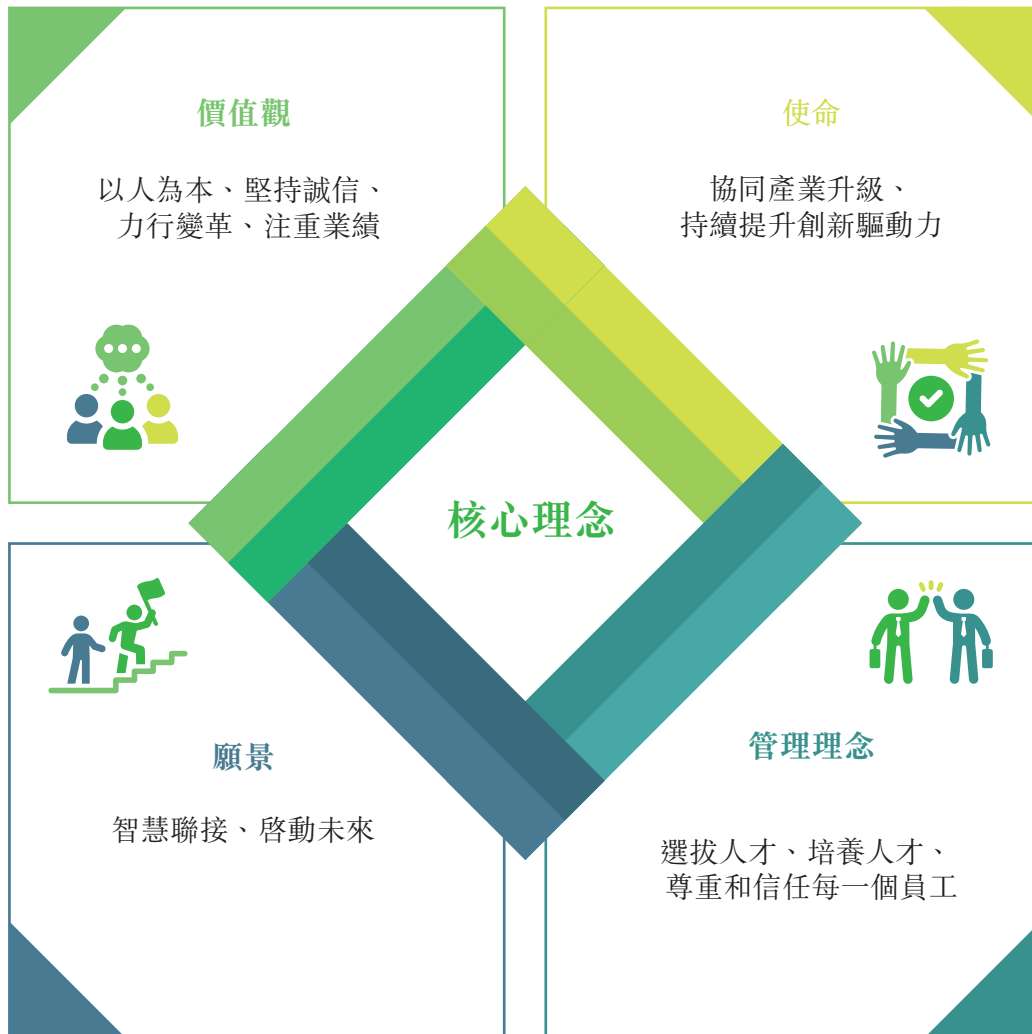 價值觀
以人為本、堅持誠信、
力行變革、注重業績
使命
協同產業升級、
持續提升創新驅動力
核心理念
願景
智慧聯接、啓動未來
管理理念
選拔人才、培養人才、
尊重和信任每一個員工